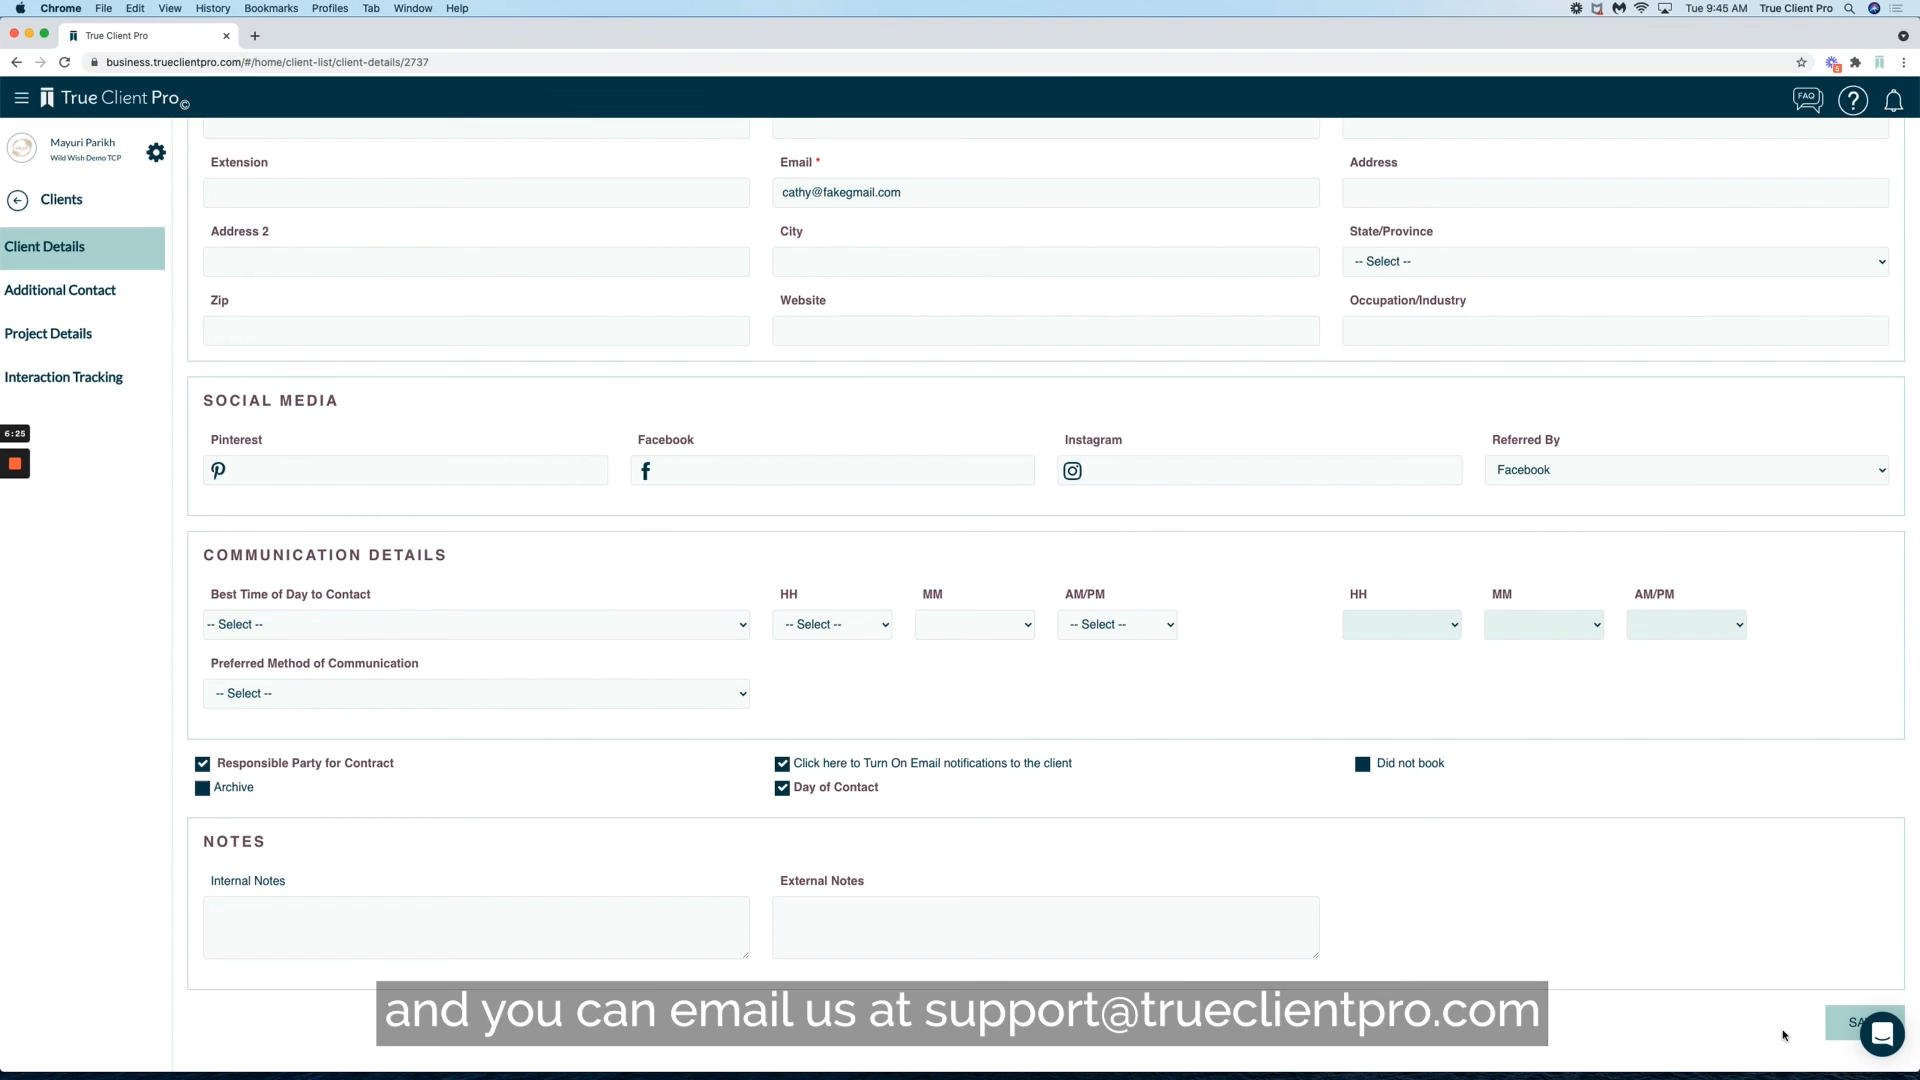 Chrome File Edit View History Bookmarks Profiles Tab Window Help
Tue 9:45 AM True Client Pro
True Client Pro
business.trueclientpro.com/#/home/client-list/client-details/2737
5
True Client Pro©
FAQ ?
Mayuri Parikh
Wild Wish Demo TCP
Clients
Client Details
Additional Contact
Project Details
Interaction Tracking
6:25
Extension Email * Address
cathy@fakegmail.com
Address 2 City State/Province
-- Select --
Zip Website Occupation/Industry
SOCIAL MEDIA
Pinterest Facebook Instagram Referred By
Facebook
COMMUNICATION DETAILS
Best Time of Day to Contact HH MM AM/PM HH MM AM/PM
-- Select -- -- Select -- -- Select --
Preferred Method of Communication
-- Select --
Responsible Party for Contract Click here to Turn On Email notifications to the client Did not book
Archive Day of Contact
NOTES
Internal Notes External Notes
and you can email us at support@trueclientpro.com